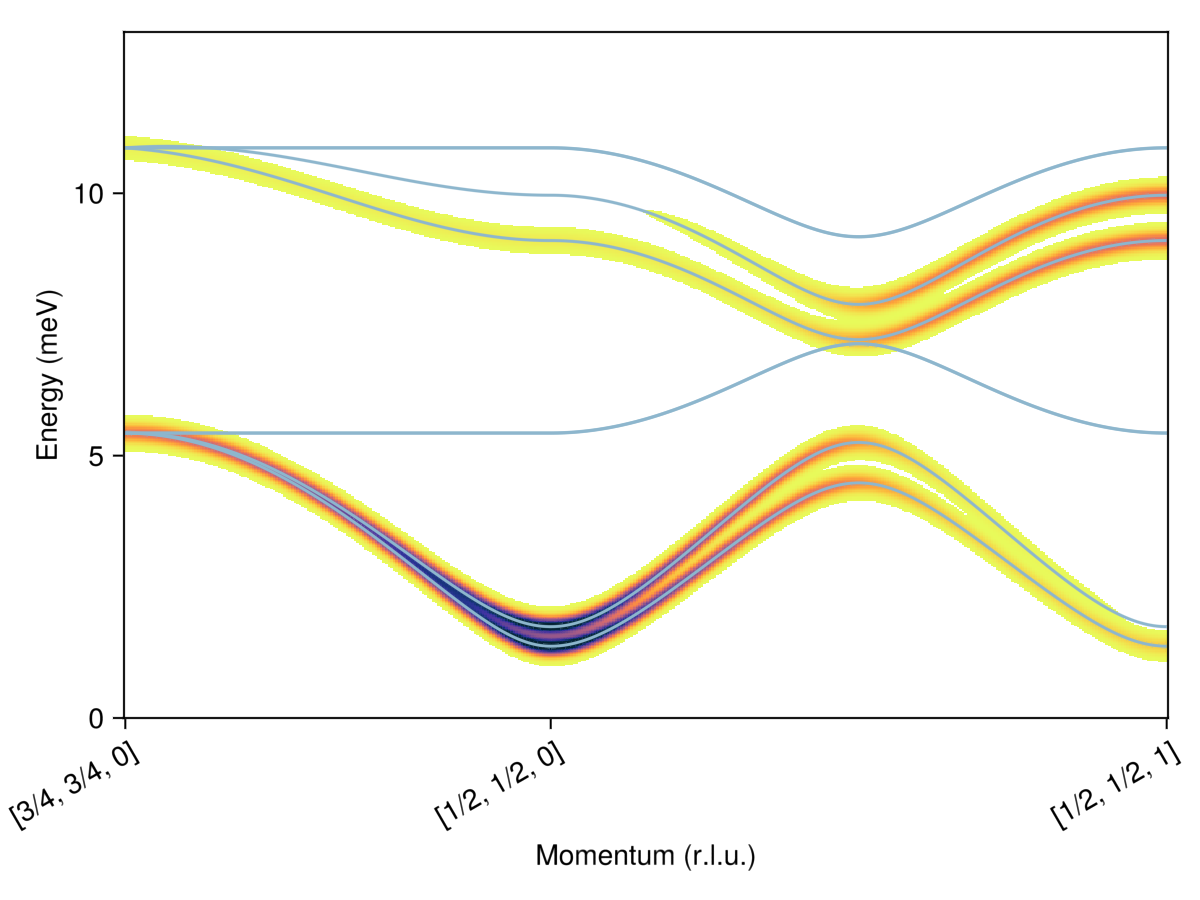 10
5
0
Energy (meV)
[3/4, 3/4, 0]
[1/2, 1/2, 0]
[1/2, 1/2, 1]
Momentum (r.l.u.)